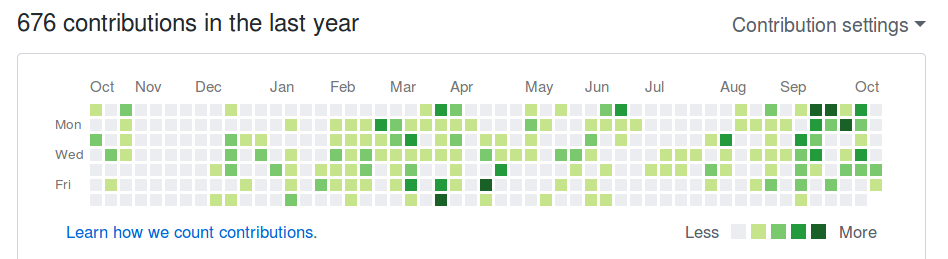 676 contributions in the last year
Contribution settings
Oct Nov Dec Jan Feb Mar Apr May Jun Jul Aug Sep Oct
Mon
Wed
Fri
Learn how we count contributions.
Less More